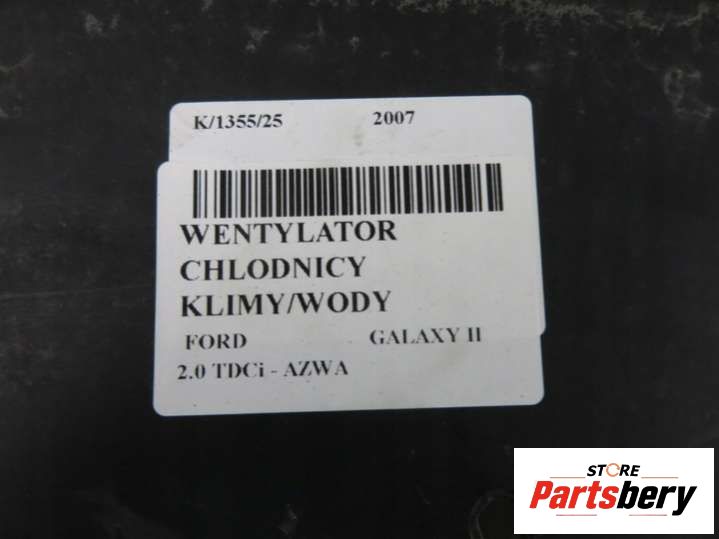 K/1355/25 2007
WENTYLATOR
CHLODNICY
KLIMY/WODY
FORD GALAXY II
2.0 TDCi - AZWA
STORE
Partsbery